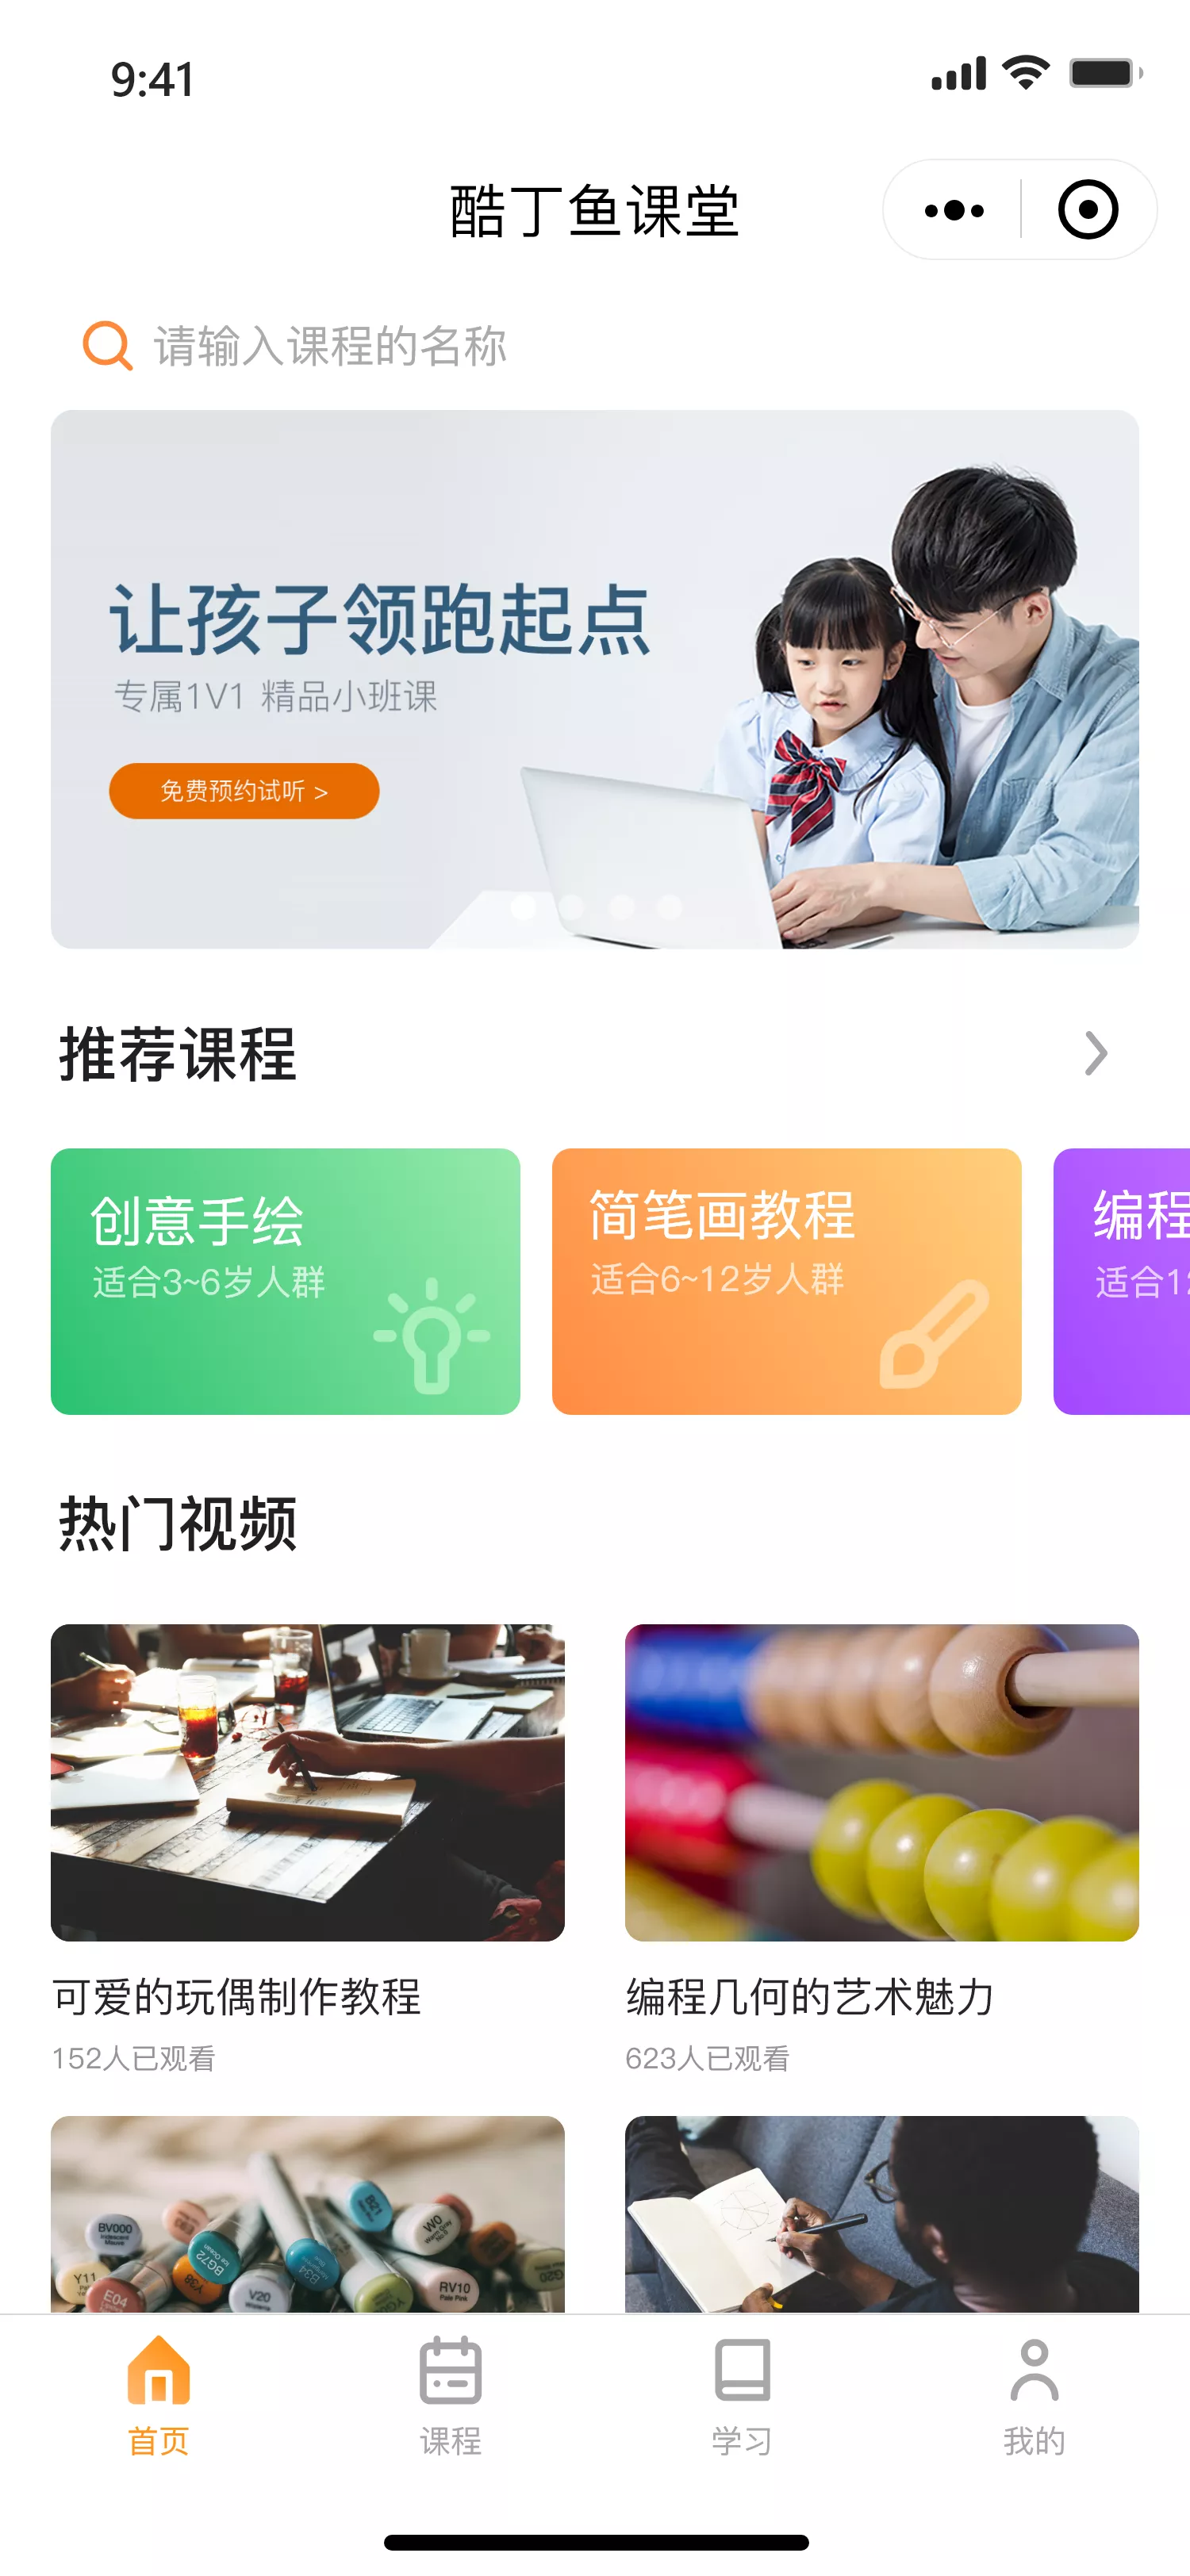 9:41
酷丁鱼课堂
请输入课程的名称
让孩子领跑起点
专属1V1 精品小班课
免费预约试听 >
推荐课程
创意手绘
适合3~6岁人群
简笔画教程
适合6~12岁人群
编程
适合12
热门视频
可爱的玩偶制作教程
152人已观看
编程几何的艺术魅力
623人已观看
BV000
B21
W0
BG72
Y11
Y38
B34
E04
V20
RV10
Pale Pink
G20
首页
课程
学习
我的